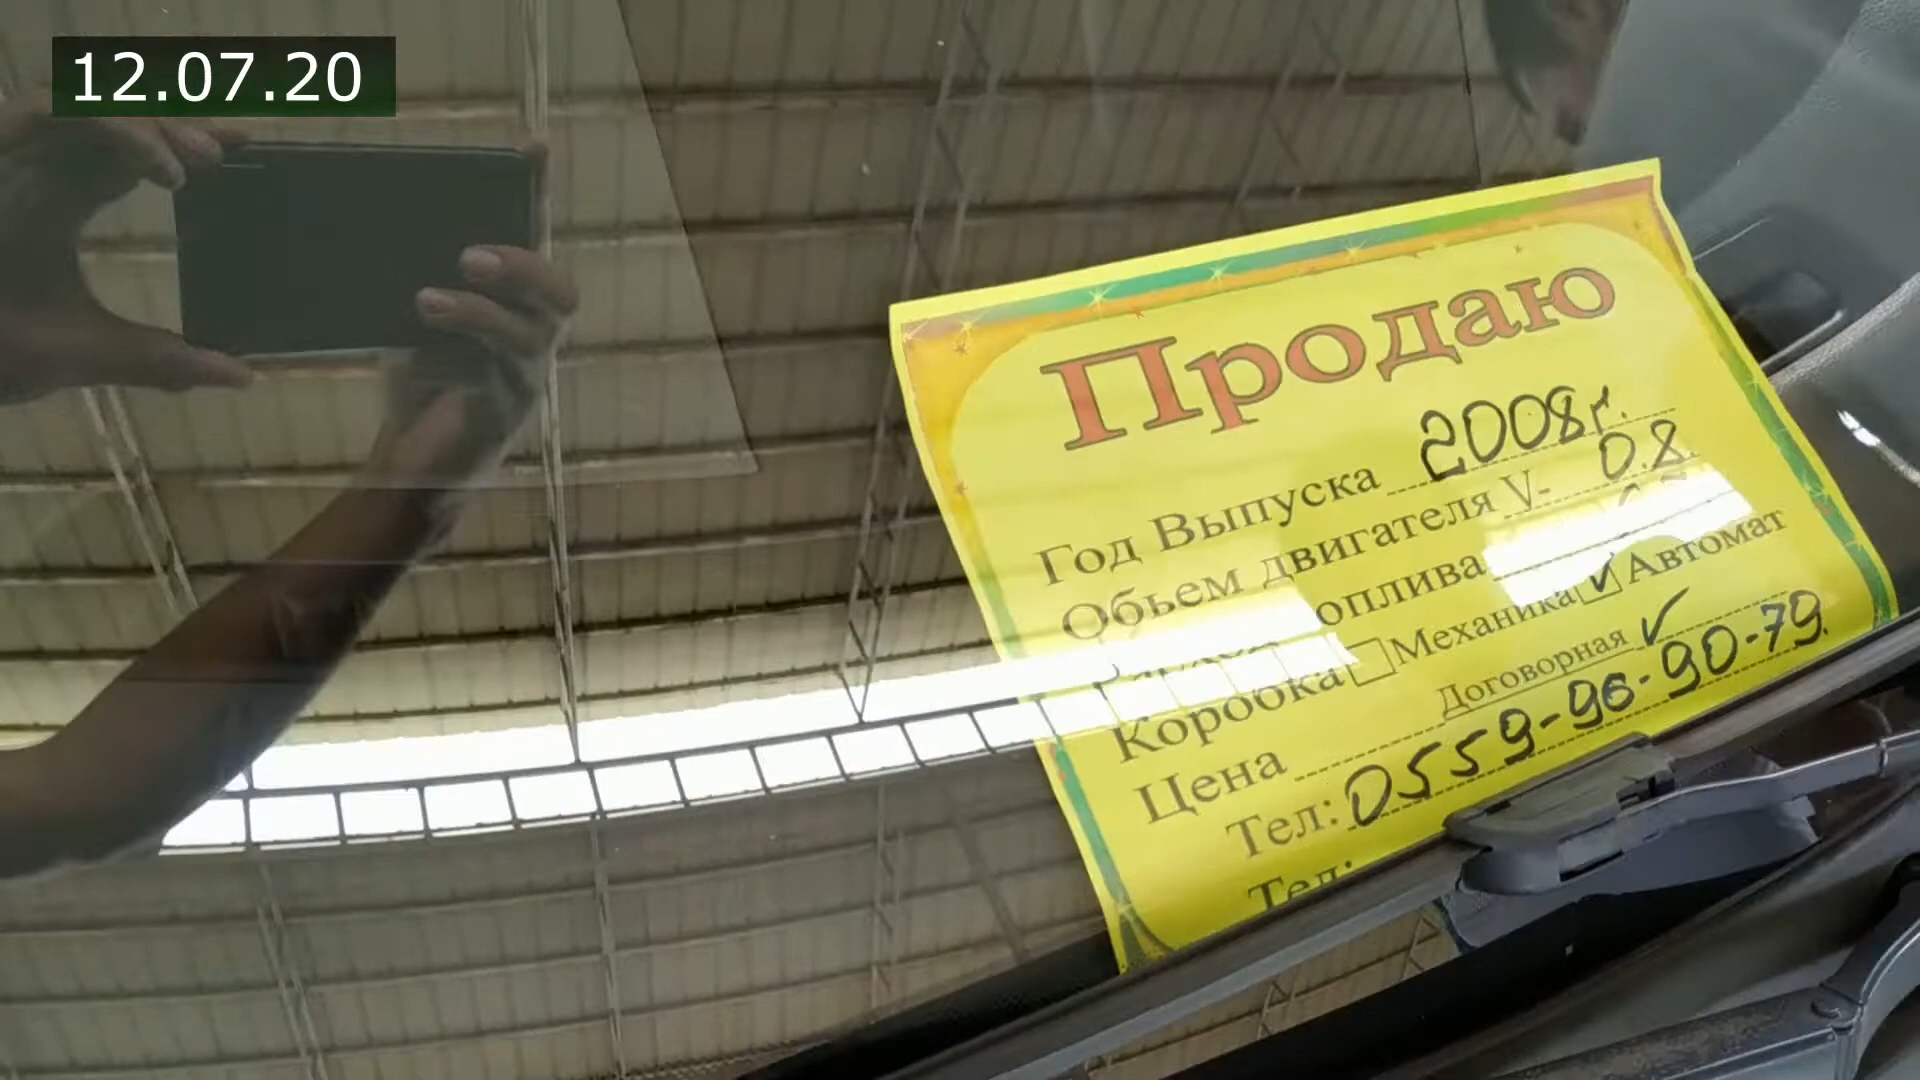 12.07.20
Продаю
Год Выпуска 2008г.
Обьем двигателя V- 0.8.
Коробка Механика ✓ Автомат
Цена Договорная ✓
Тел: 0559-96-90-79.
Тел: